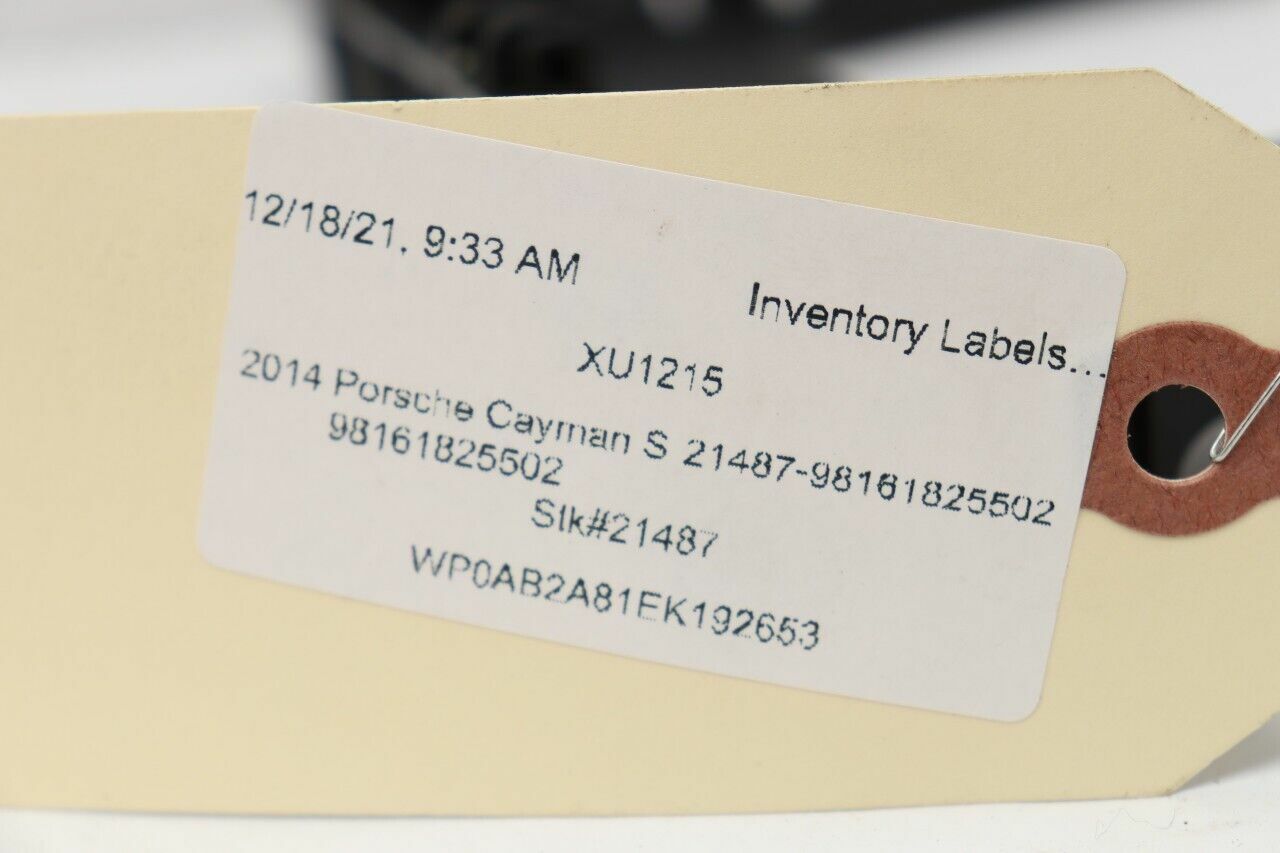 12/18/21, 9:33 AM Inventory Labels...
XU1215
2014 Porsche Cayman S 21487-98161825502
98161825502
Stk#21487
WP0AB2A81EK192653